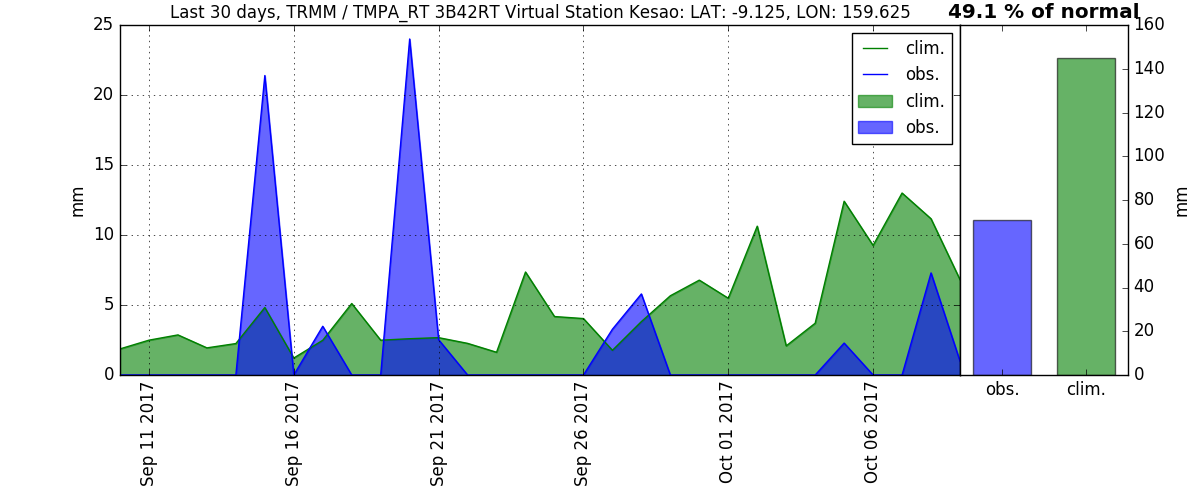 Last 30 days, TRMM / TMPA_RT 3B42RT Virtual Station Kesao: LAT: -9.125, LON: 159.625
49.1 % of normal
25
20
15
10
5
0
mm
clim.
obs.
clim.
obs.
Sep 11 2017
Sep 16 2017
Sep 21 2017
Sep 26 2017
Oct 01 2017
Oct 06 2017
160
140
120
100
80
60
40
20
0
mm
obs.
clim.